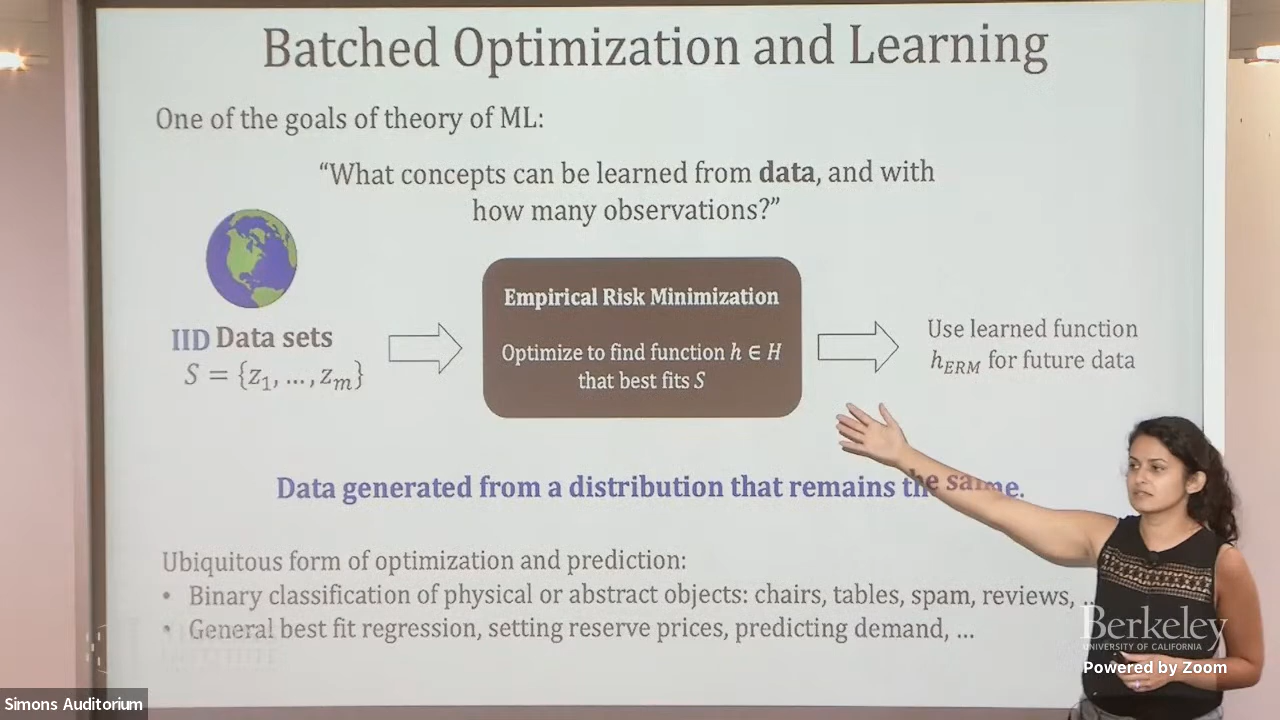 Batched Optimization and Learning
One of the goals of theory of ML:
“What concepts can be learned from data, and with
how many observations?”
Empirical Risk Minimization
IID Data sets
S = {z₁, …, zₘ}
Optimize to find function h ∈ H
that best fits S
Use learned function
h_ERM for future data
Data generated from a distribution that remains the same.
Ubiquitous form of optimization and prediction:
• Binary classification of physical or abstract objects: chairs, tables, spam, reviews,
• General best fit regression, setting reserve prices, predicting demand, …
Berkeley
UNIVERSITY OF CALIFORNIA
Powered by Zoom
Simons Auditorium